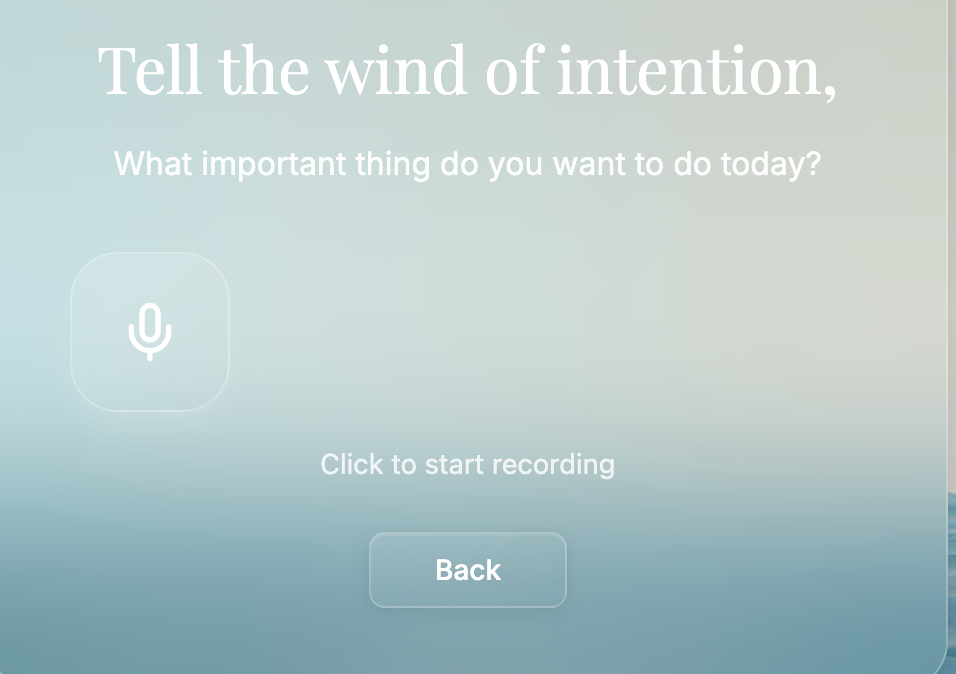 Tell the wind of intention,
What important thing do you want to do today?
Click to start recording
Back